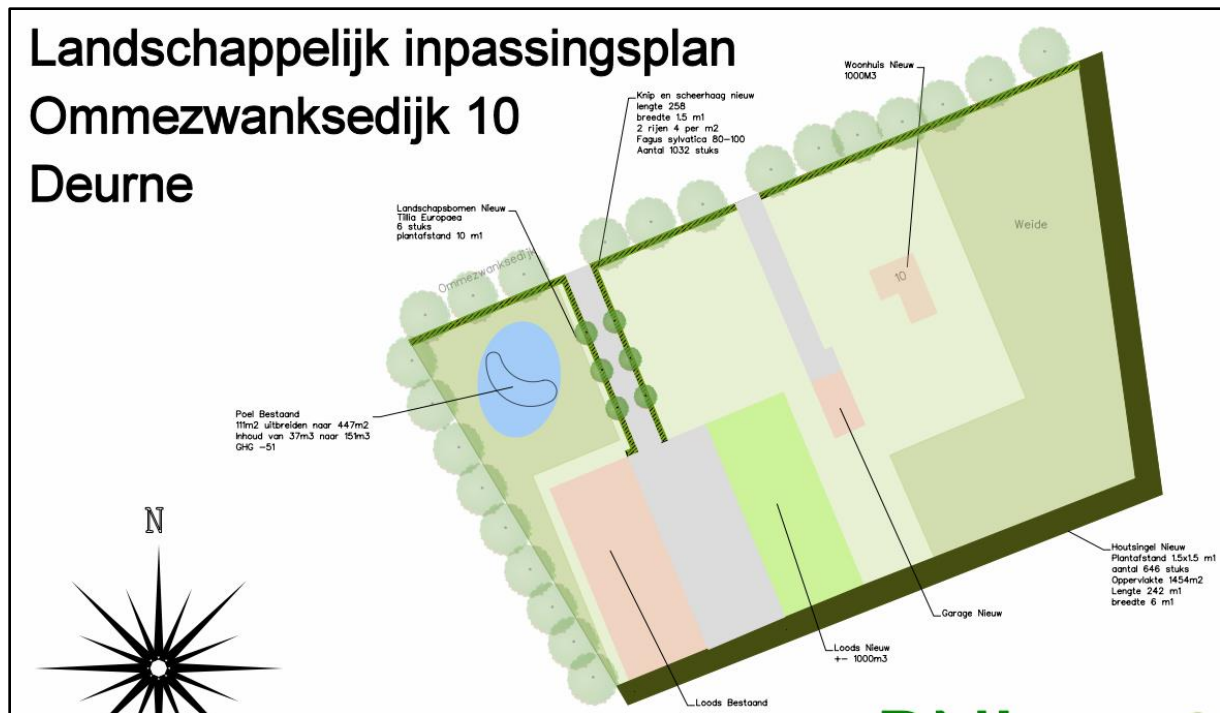 Landschappelijk inpassingsplan
Ommezwanksedijk 10
Deurne
Woonhuis Nieuw
1000M3
Knip en scheerhaag nieuw
lengte 258
breedte 1.5 m1
2 rijen 4 per m2
Fagus sylvatica 80-100
Aantal 1032 stuks
Landschapsbomen Nieuw
Tillia Europaea
6 stuks
plantafstand 10 m1
Ommezwanksedijk
Weide
10
Poel Bestaand
111m2 uitbreiden naar 447m2
Inhoud van 37m3 naar 151m3
GHG -51
N
Houtsingel Nieuw
Plantafstand 1.5x1.5 m1
aantal 646 stuks
Oppervlakte 1454m2
Lengte 242 m1
breedte 6 m1
Garage Nieuw
Loods Nieuw
+- 1000m3
Loods Bestaand